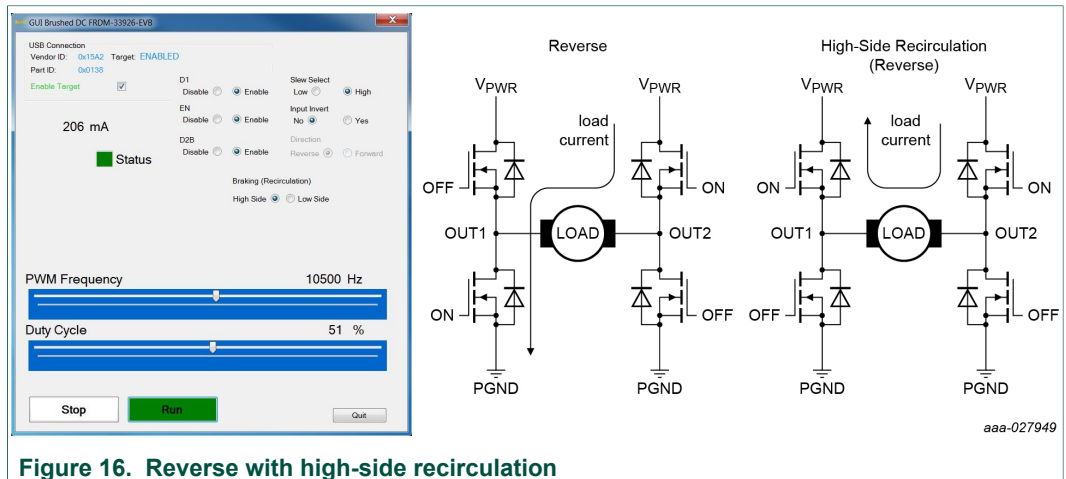 GUI Brushed DC FRDM-33926-EVB
USB Connection
Vendor ID: 0x15A2 Target: ENABLED
Part ID: 0x0138
Enable Target
206 mA
Status
D1
Disable Enable
EN
Disable Enable
D2B
Disable Enable
Slew Select
Low High
Input Invert
No Yes
Direction
Reverse Forward
Braking (Recirculation)
High Side Low Side
PWM Frequency 10500 Hz
Duty Cycle 51 %
Stop Run Quit
Reverse
VPWR VPWR
load
current
OFF ON
OUT1 LOAD OUT2
ON OFF
PGND PGND
High-Side Recirculation
(Reverse)
VPWR VPWR
load
current
ON ON
OUT1 LOAD OUT2
OFF OFF
PGND PGND
aaa-027949
Figure 16. Reverse with high-side recirculation